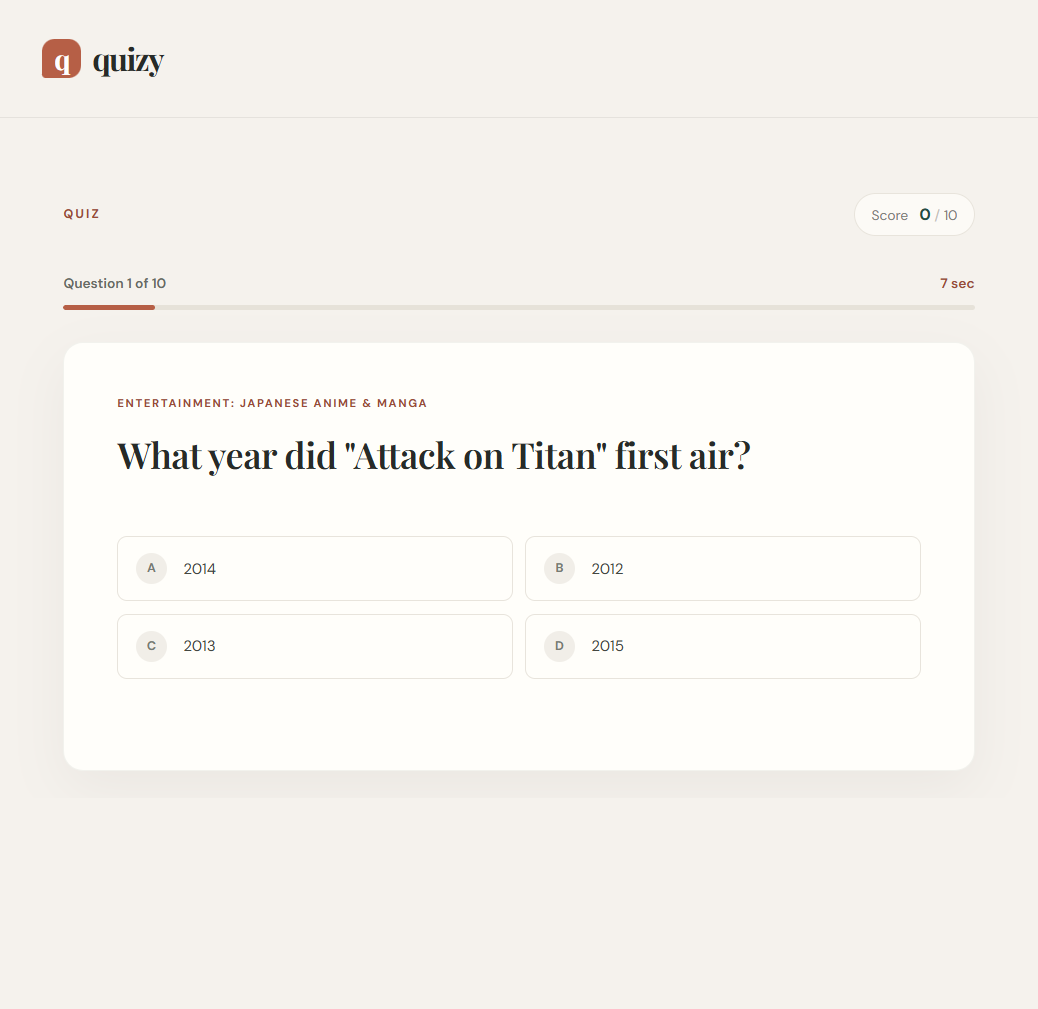 q quizy
QUIZ
Score 0 / 10
Question 1 of 10
7 sec
ENTERTAINMENT: JAPANESE ANIME & MANGA
What year did "Attack on Titan" first air?
A 2014
B 2012
C 2013
D 2015